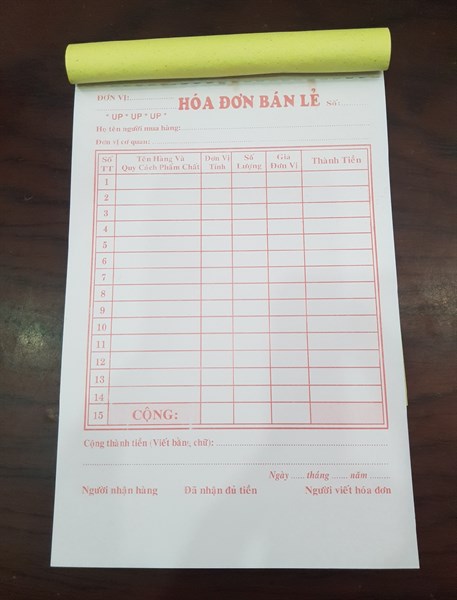 ĐƠN VỊ:
HÓA ĐƠN BÁN LẺ Số:
" UP " UP " UP "
Họ tên người mua hàng:
Đơn vị cơ quan:
Số TT Tên Hàng Và Quy Cách Phẩm Chất Đơn Vị Tính Số Lượng Giá Đơn Vị Thành Tiền
1
2
3
4
5
6
7
8
9
10
11
12
13
14
15 CỘNG:
Cộng thành tiền (Viết bằng chữ):
Ngày ...... tháng ....... năm ........
Người nhận hàng Đã nhận đủ tiền Người viết hóa đơn